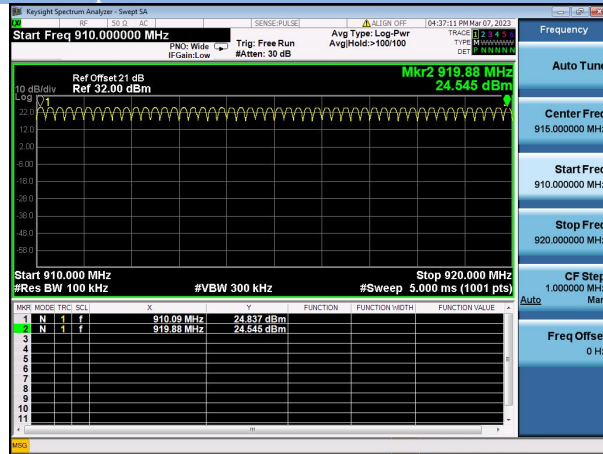 Keysight Spectrum Analyzer - Swept SA
RF 50 Ω AC SENSE:PULSE ALIGN OFF 04:37:11 PM Mar 07, 2023
Start Freq 910.000000 MHz
PNO: Wide
IFGain:Low
Trig: Free Run
#Atten: 30 dB
Avg Type: Log-Pwr
Avg|Hold:>100/100
TRACE 1 2 3 4 5 6
TYPE M
DET P N N N N N
Ref Offset 21 dB
10 dB/div Ref 32.00 dBm
Log
Mkr2 919.88 MHz
24.545 dBm
1
2
22.0
12.0
2.00
-8.00
-18.0
-28.0
-38.0
-48.0
-58.0
Start 910.000 MHz Stop 920.000 MHz
#Res BW 100 kHz #VBW 300 kHz #Sweep 5.000 ms (1001 pts)
MKR MODE TRC SCL X Y FUNCTION FUNCTION WIDTH FUNCTION VALUE
1 N 1 f 910.09 MHz 24.837 dBm
2 N 1 f 919.88 MHz 24.545 dBm
3
4
5
6
7
8
9
10
11
MSG
Frequency
Auto Tune
Center Freq
915.000000 MHz
Start Freq
910.000000 MHz
Stop Freq
920.000000 MHz
CF Step
1.000000 MHz
Auto Man
Freq Offset
0 Hz